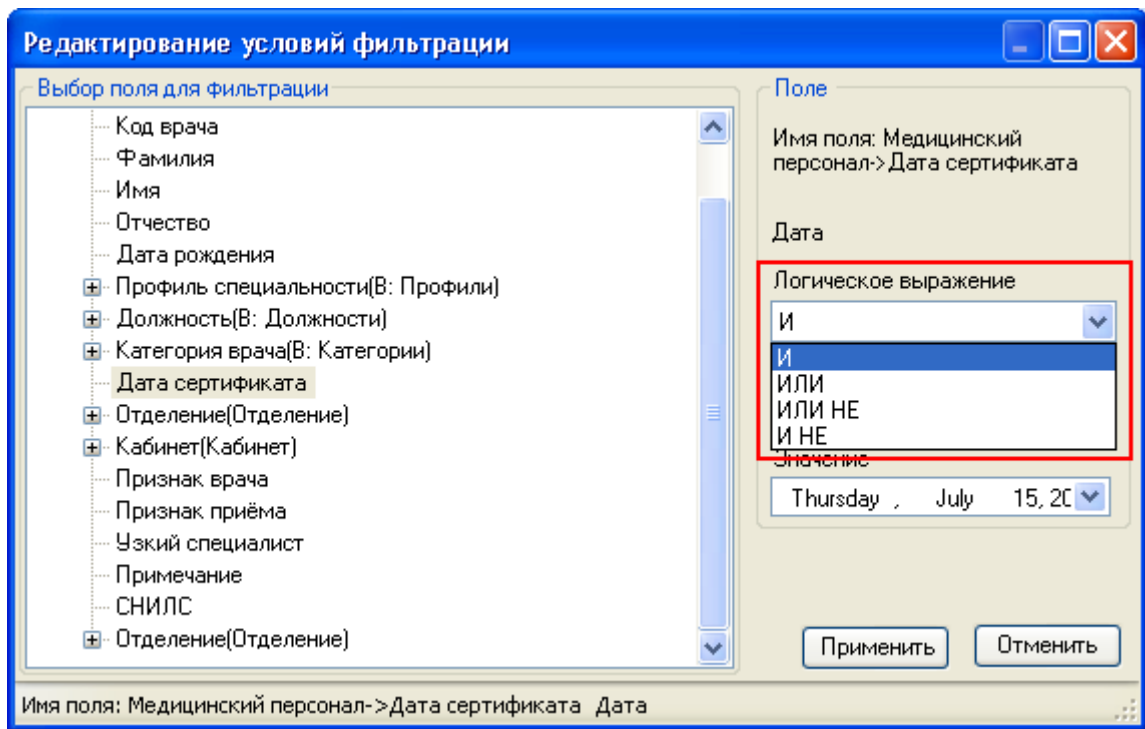 Редактирование условий фильтрации
Выбор поля для фильтрации
Код врача
Фамилия
Имя
Отчество
Дата рождения
Профиль специальности(В: Профили)
Должность(В: Должности)
Категория врача(В: Категории)
Дата сертификата
Отделение(Отделение)
Кабинет(Кабинет)
Признак врача
Признак приёма
Узкий специалист
Примечание
СНИЛС
Отделение(Отделение)
Поле
Имя поля: Медицинский
персонал->Дата сертификата
Дата
Логическое выражение
И
И
ИЛИ
ИЛИ НЕ
И НЕ
Значение
Thursday , July 15, 20
Применить
Отменить
Имя поля: Медицинский персонал->Дата сертификата Дата